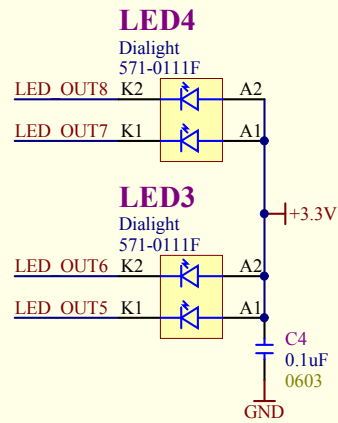 LED4
Dialight
571-0111F
LED_OUT8 K2 A2
LED_OUT7 K1 A1
+3.3V
LED3
Dialight
571-0111F
LED_OUT6 K2 A2
LED_OUT5 K1 A1
C4
0.1uF
0603
GND